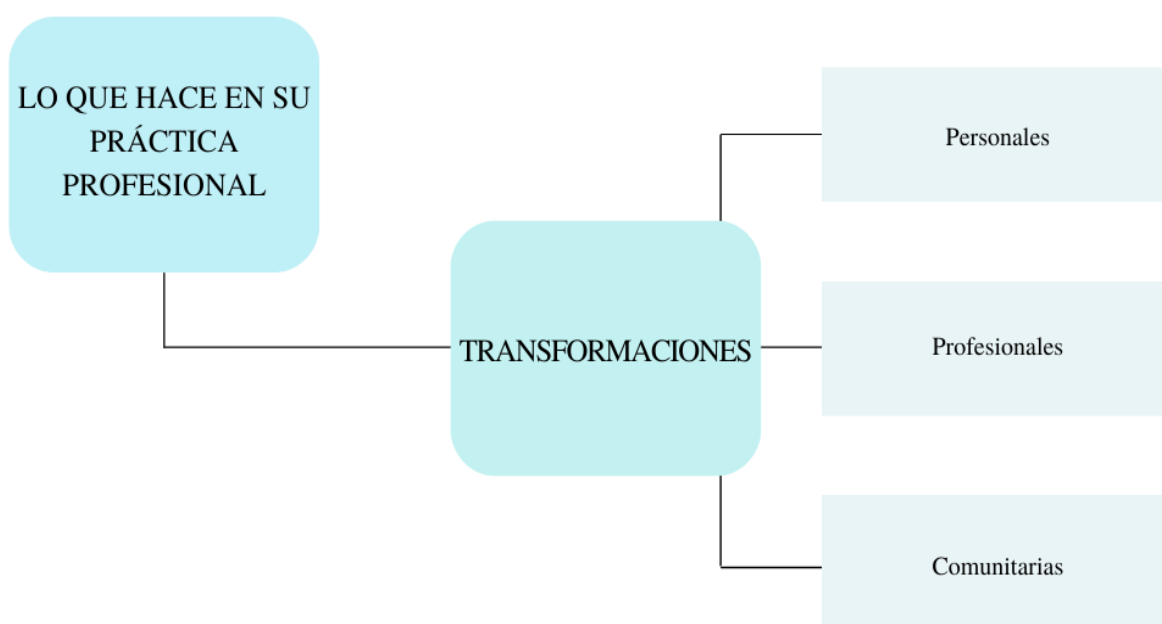 LO QUE HACE EN SU
PRÁCTICA
PROFESIONAL
TRANSFORMACIONES
Personales
Profesionales
Comunitarias